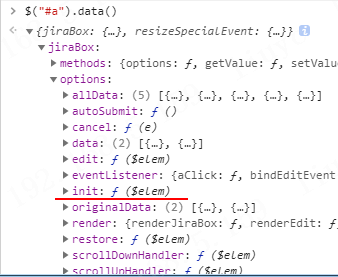 > $("#a").data()
▼{jiraBox: {…}, resizeSpecialEvent: {…}} i
▼jiraBox:
▶methods: {options: ƒ, getValue: ƒ, setValu
▼options:
▶allData: (5) [{…}, {…}, {…}, {…}, {…}]
▶autoSubmit: ƒ ()
▶cancel: ƒ (e)
▶data: (2) [{…}, {…}]
▶edit: ƒ ($elem)
▶eventListener: {aClick: ƒ, bindEditEvent
▶init: ƒ ($elem)
▶originalData: (2) [{…}, {…}]
▶render: {renderJiraBox: ƒ, renderEdit: ƒ,
▶restore: ƒ ($elem)
▶scrollDownHandler: ƒ ($elem)
▶scrollUpHandler: ƒ ($elem)